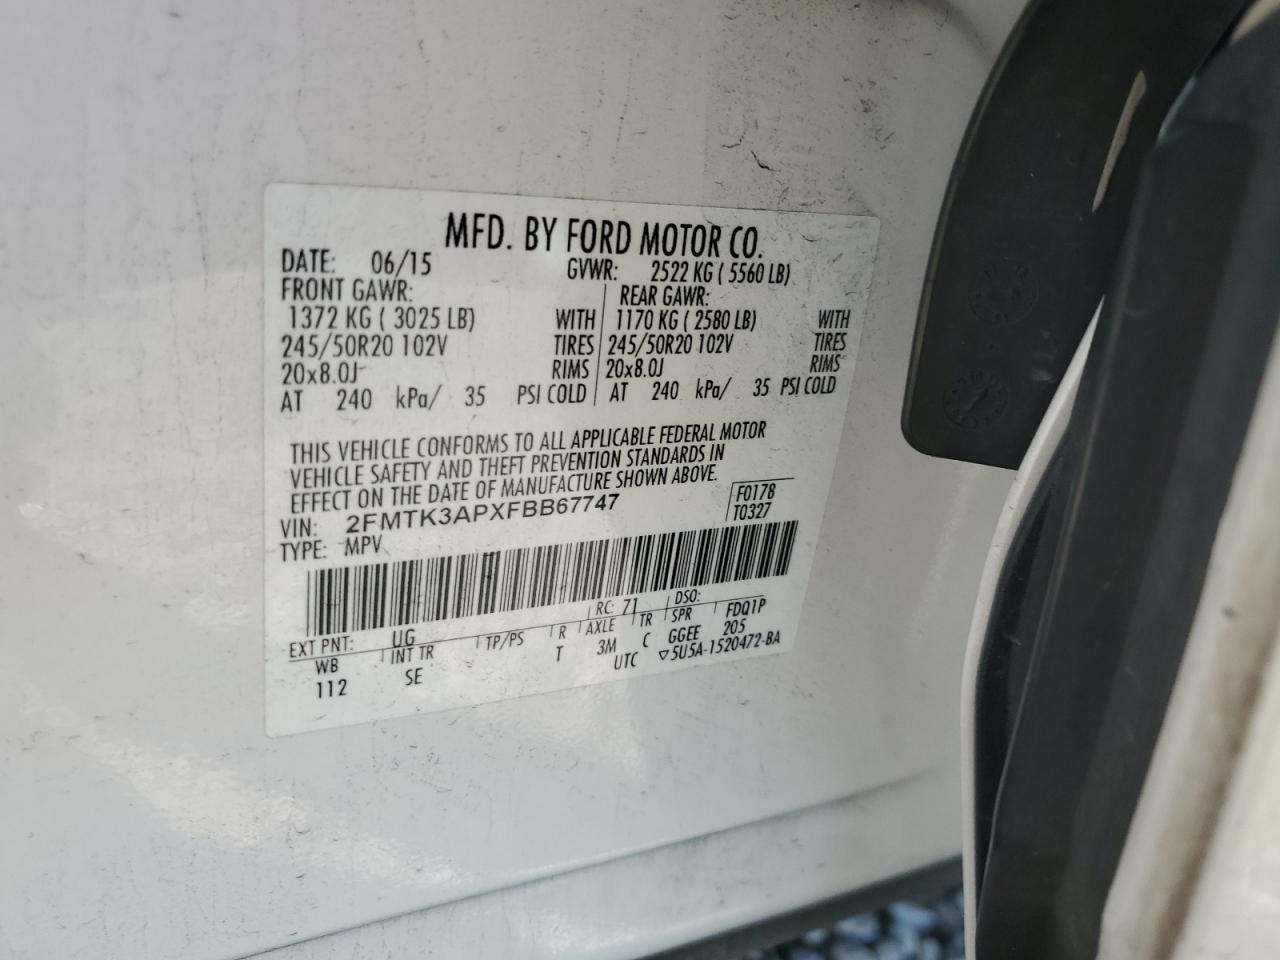 MFD. BY FORD MOTOR CO.
DATE: 06/15 GVWR: 2522 KG ( 5560 LB)
FRONT GAWR: REAR GAWR:
1372 KG ( 3025 LB) WITH 1170 KG ( 2580 LB) WITH
245/50R20 102V TIRES 245/50R20 102V TIRES
20x8.0J RIMS 20x8.0J RIMS
AT 240 kPa/ 35 PSI COLD AT 240 kPa/ 35 PSI COLD
THIS VEHICLE CONFORMS TO ALL APPLICABLE FEDERAL MOTOR
VEHICLE SAFETY AND THEFT PREVENTION STANDARDS IN
EFFECT ON THE DATE OF MANUFACTURE SHOWN ABOVE.
VIN: 2FMTK3APXFBB67747 F0178
TYPE: MPV T0327
EXT PNT: UG RC: 71 DSO:
WB INT TR TP/PS R AXLE TR SPR FDQ1P
112 SE T 3M C GGEE 205
UTC ▽5U5A-1520472-BA